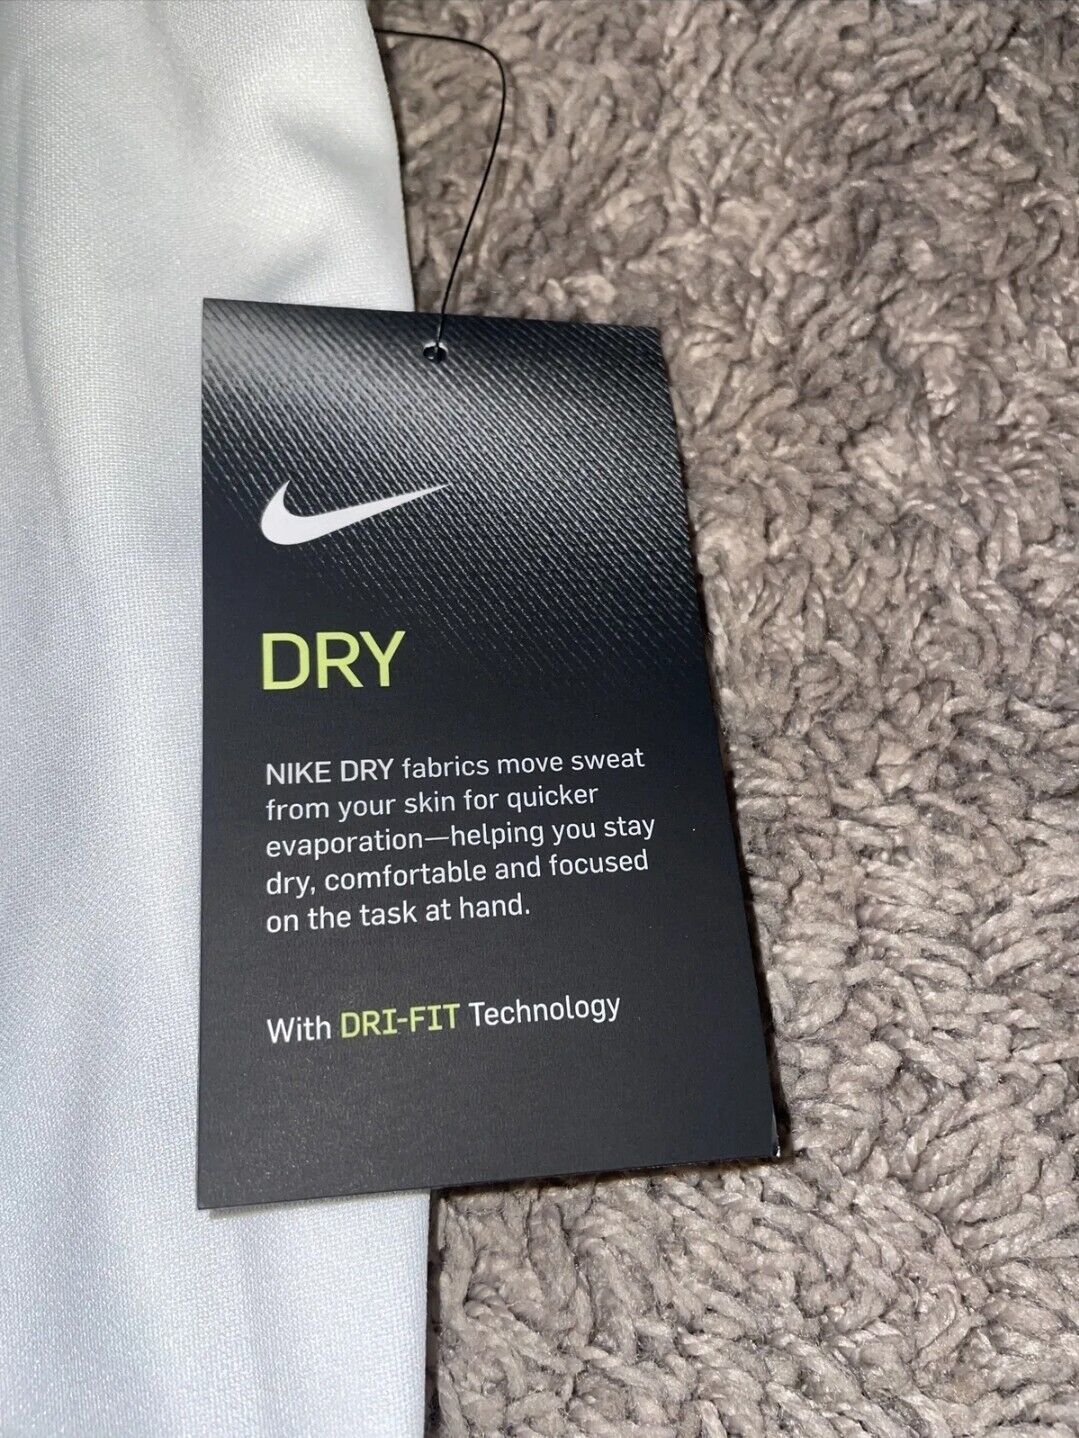 DRY
NIKE DRY fabrics move sweat
from your skin for quicker
evaporation—helping you stay
dry, comfortable and focused
on the task at hand.
With DRI-FIT Technology